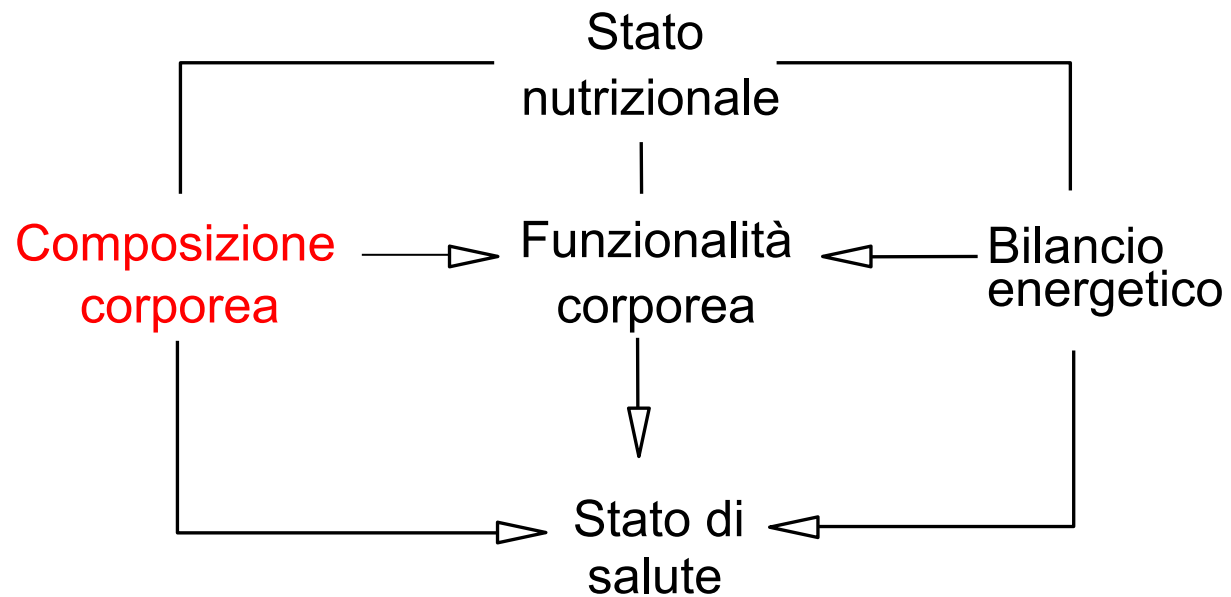 Stato
nutrizionale
Composizione
corporea
Funzionalità
corporea
Bilancio
energetico
Stato di
salute